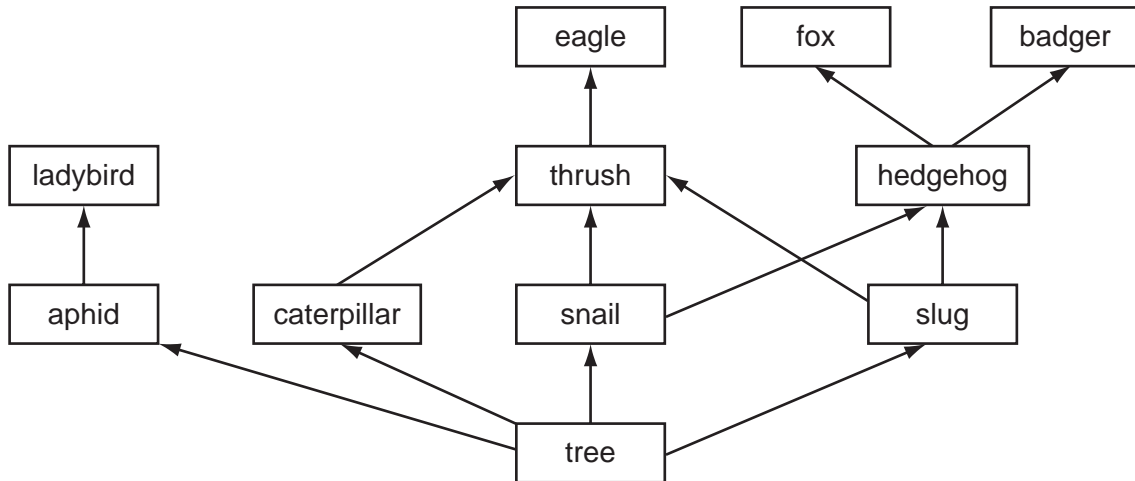 eagle
fox
badger
ladybird
thrush
hedgehog
aphid
caterpillar
snail
slug
tree